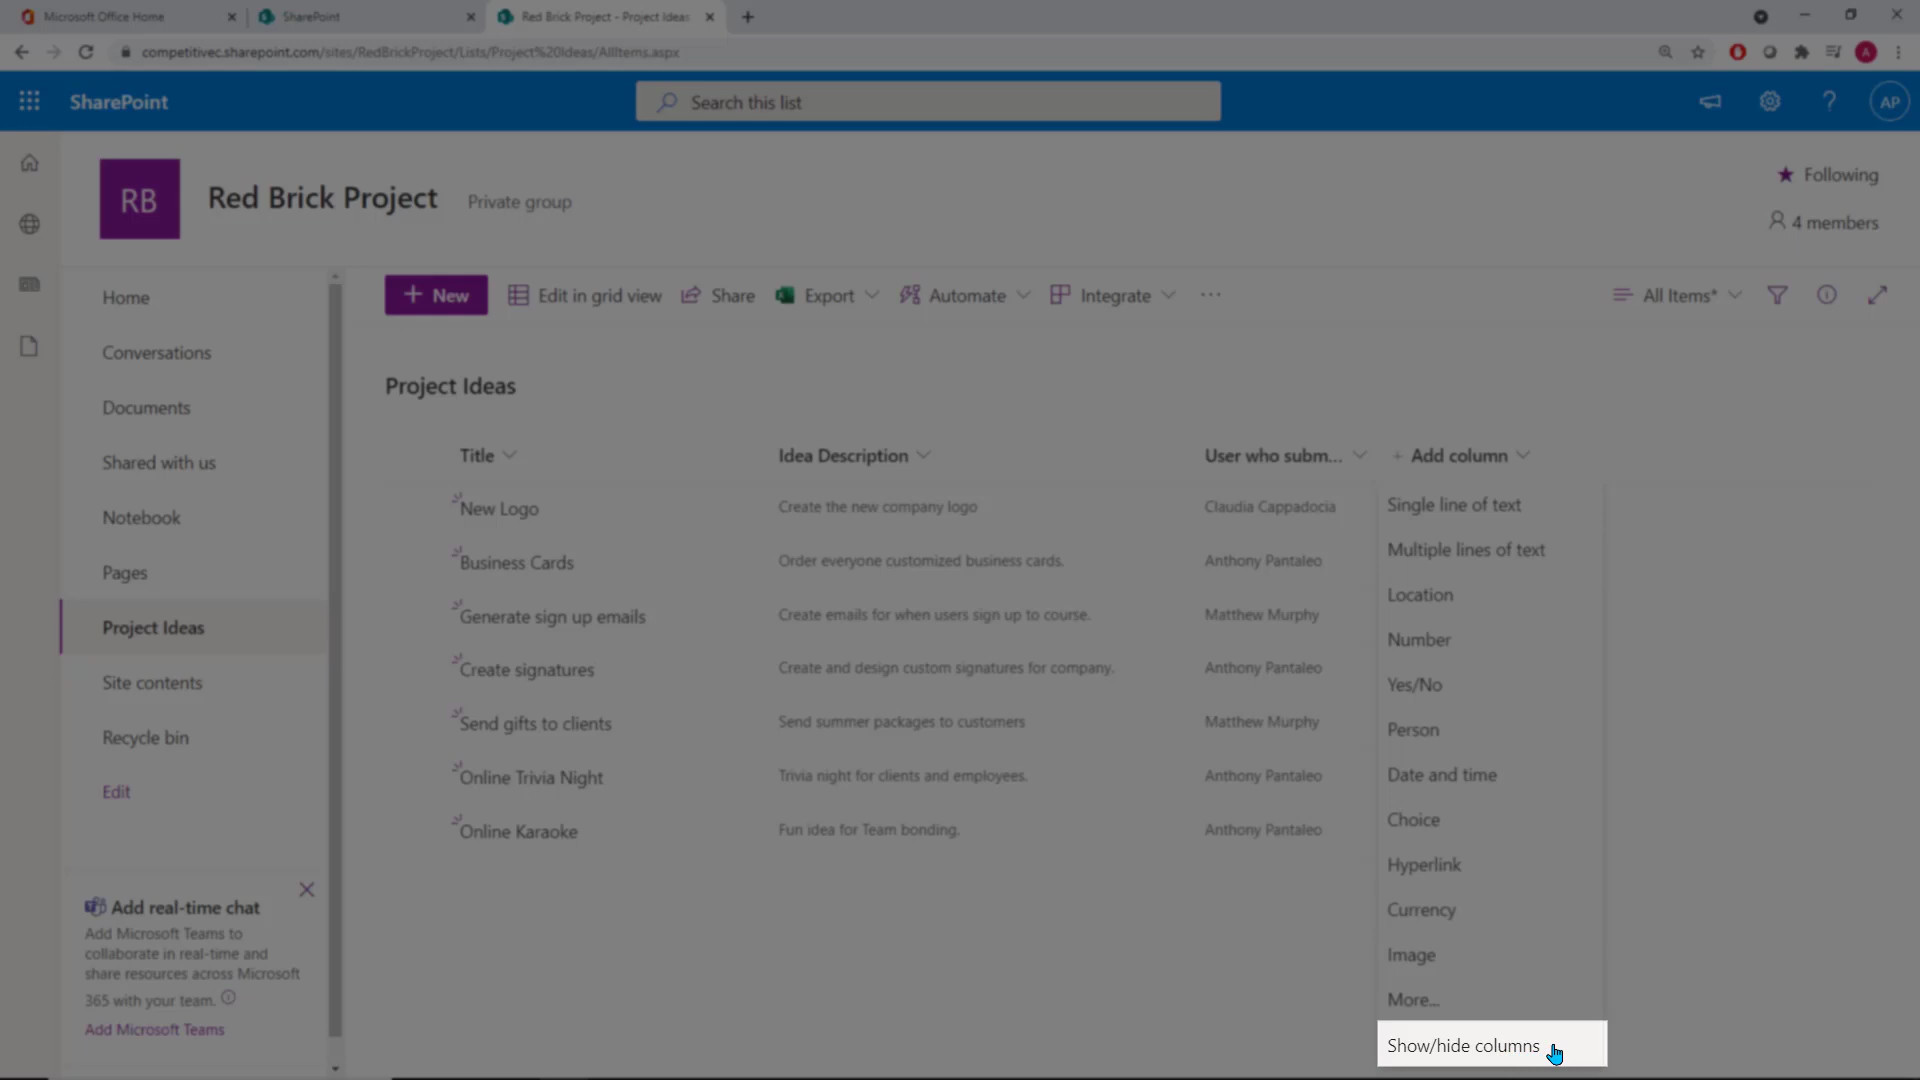 Microsoft Office Home
SharePoint
Red Brick Project - Project Ideas
competitivec.sharepoint.com/sites/RedBrickProject/Lists/Project%20Ideas/AllItems.aspx
A
SharePoint
Search this list
?
AP
RB
Red Brick Project
Private group
Following
4 members
Home
Conversations
Documents
Shared with us
Notebook
Pages
Project Ideas
Site contents
Recycle bin
Edit
Add real-time chat
Add Microsoft Teams to
collaborate in real-time and
share resources across Microsoft
365 with your team.
Add Microsoft Teams
+ New
Edit in grid view
Share
Export
Automate
Integrate
...
All Items*
Project Ideas
Title
Idea Description
User who subm...
+ Add column
New Logo
Create the new company logo
Claudia Cappadocia
Business Cards
Order everyone customized business cards.
Anthony Pantaleo
Generate sign up emails
Create emails for when users sign up to course.
Matthew Murphy
Create signatures
Create and design custom signatures for company.
Anthony Pantaleo
Send gifts to clients
Send summer packages to customers
Matthew Murphy
Online Trivia Night
Trivia night for clients and employees.
Anthony Pantaleo
Online Karaoke
Fun idea for Team bonding.
Anthony Pantaleo
Single line of text
Multiple lines of text
Location
Number
Yes/No
Person
Date and time
Choice
Hyperlink
Currency
Image
More...
Show/hide columns